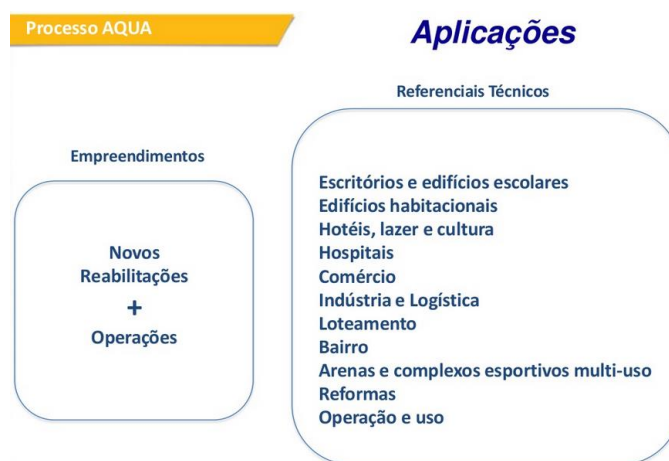 Processo AQUA
Aplicações
Referenciais Técnicos
Empreendimentos
Novos
Reabilitações
+
Operações
Escritórios e edifícios escolares
Edifícios habitacionais
Hotéis, lazer e cultura
Hospitais
Comércio
Indústria e Logística
Loteamento
Bairro
Arenas e complexos esportivos multi-uso
Reformas
Operação e uso